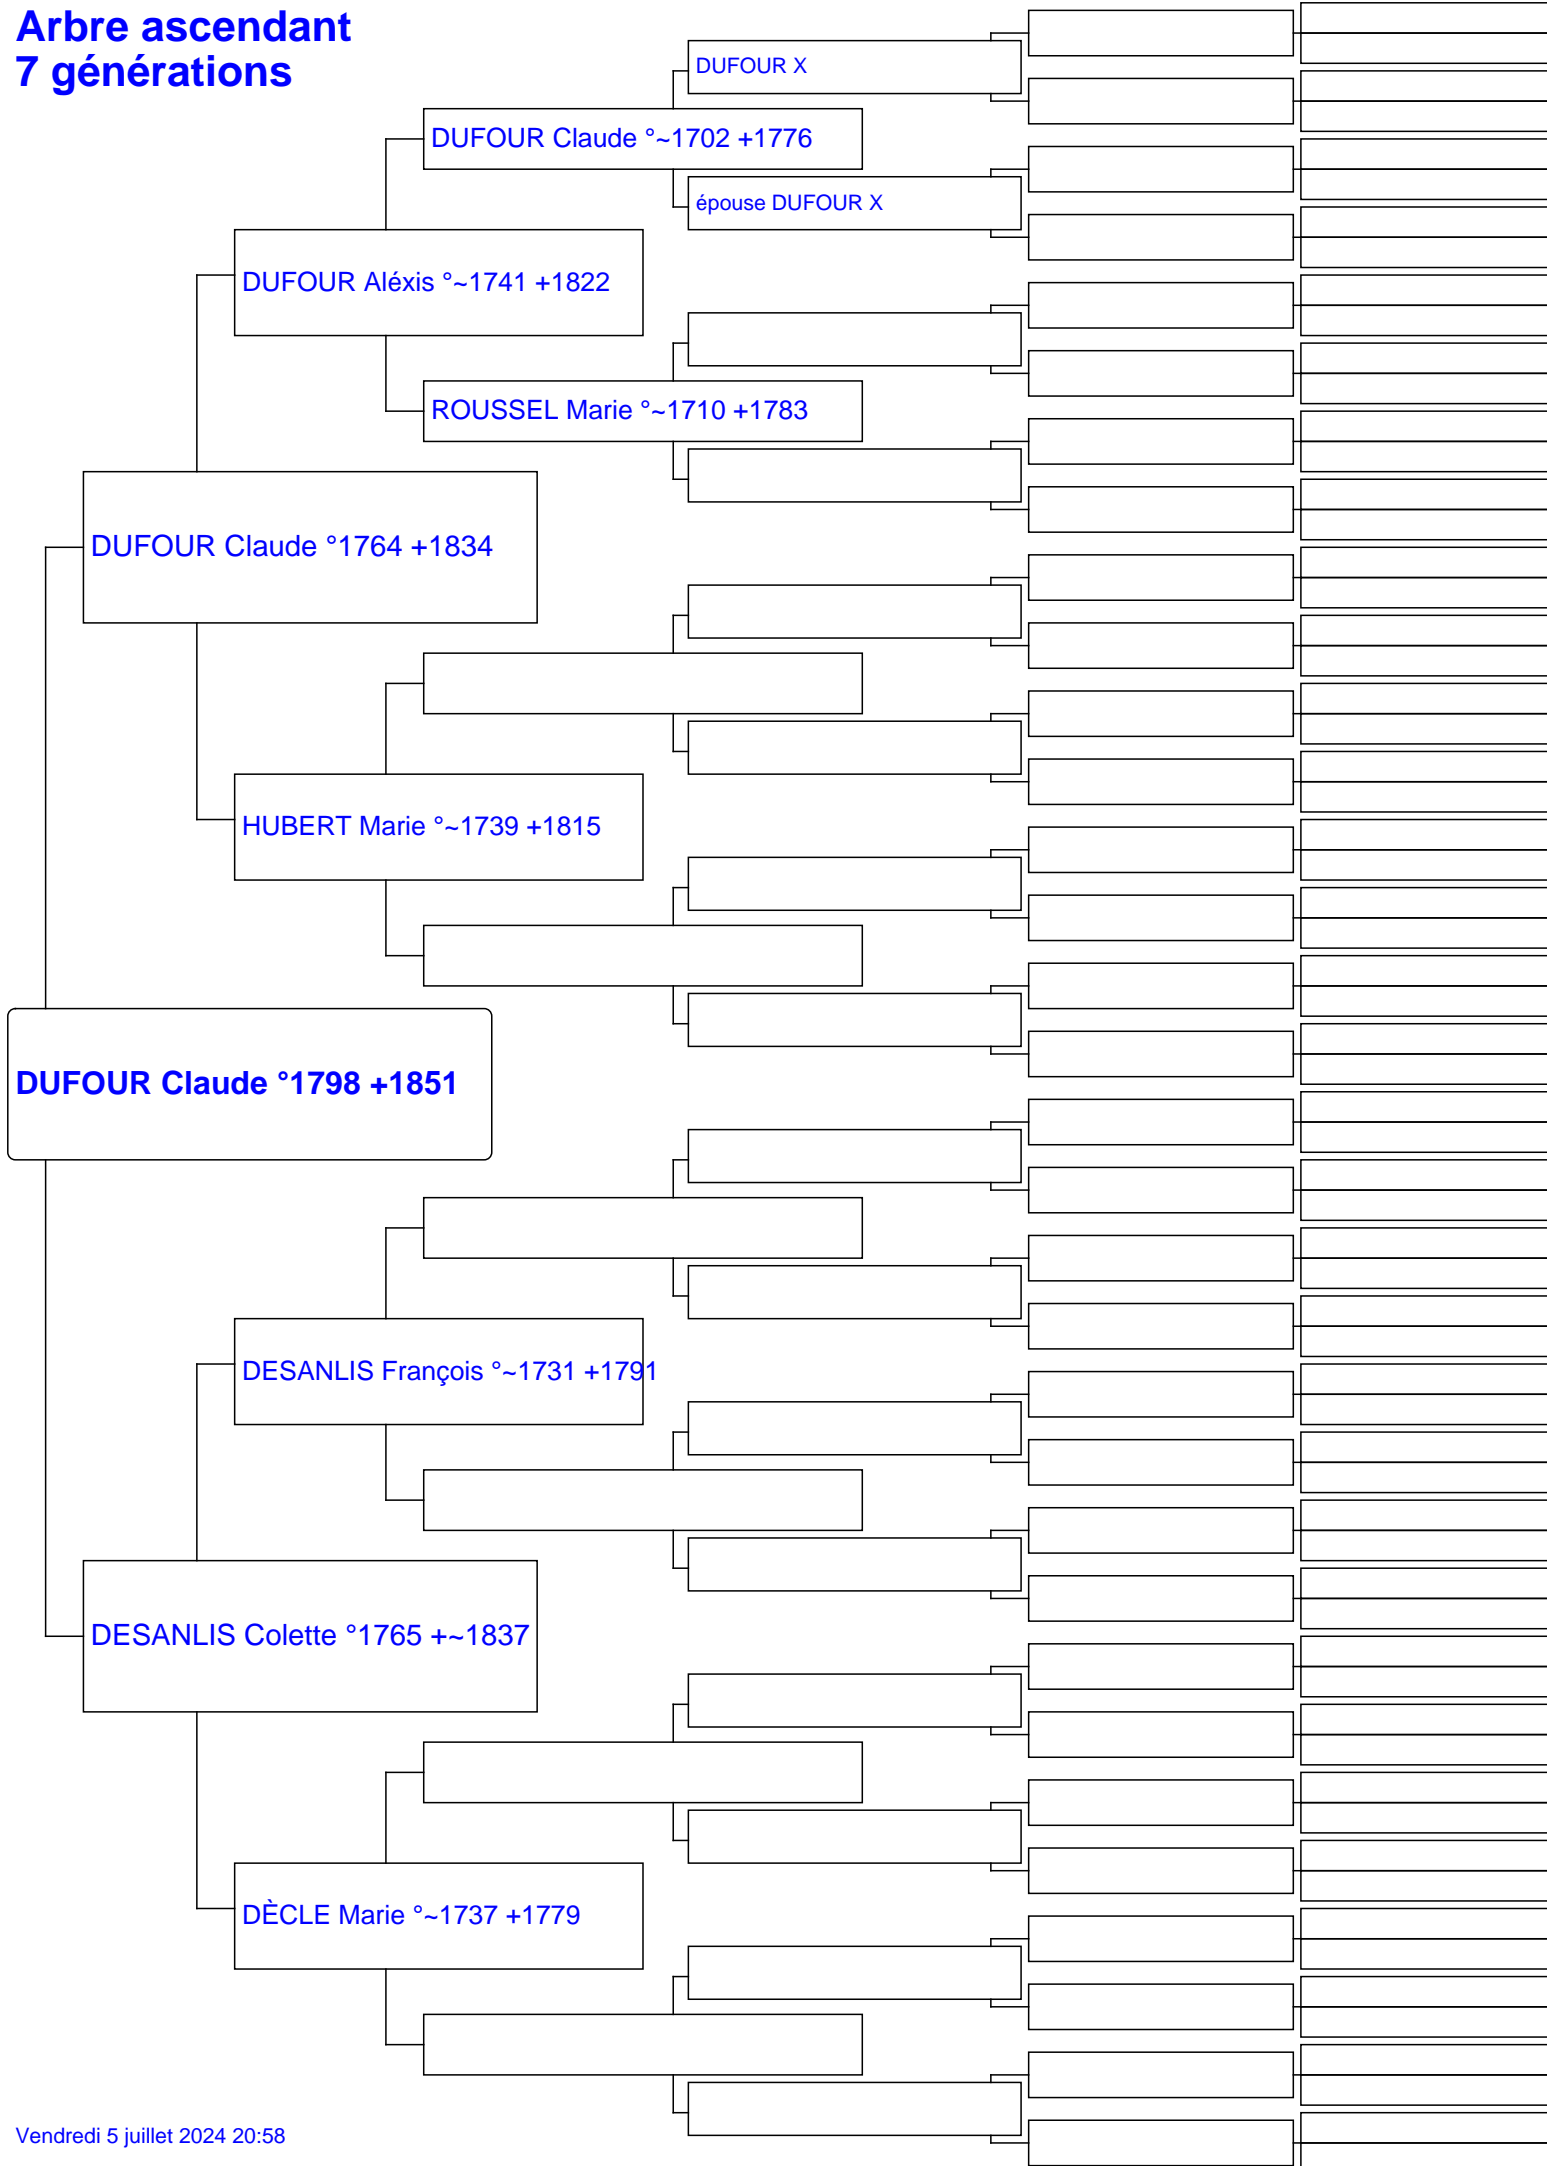 Arbre ascendant
7 générations
DUFOUR X
DUFOUR Claude °~1702 +1776
épouse DUFOUR X
DUFOUR Aléxis °~1741 +1822
ROUSSEL Marie °~1710 +1783
DUFOUR Claude °1764 +1834
HUBERT Marie °~1739 +1815
DUFOUR Claude °1798 +1851
DESANLIS François °~1731 +1791
DESANLIS Colette °1765 +~1837
DÈCLE Marie °~1737 +1779
Vendredi 5 juillet 2024 20:58